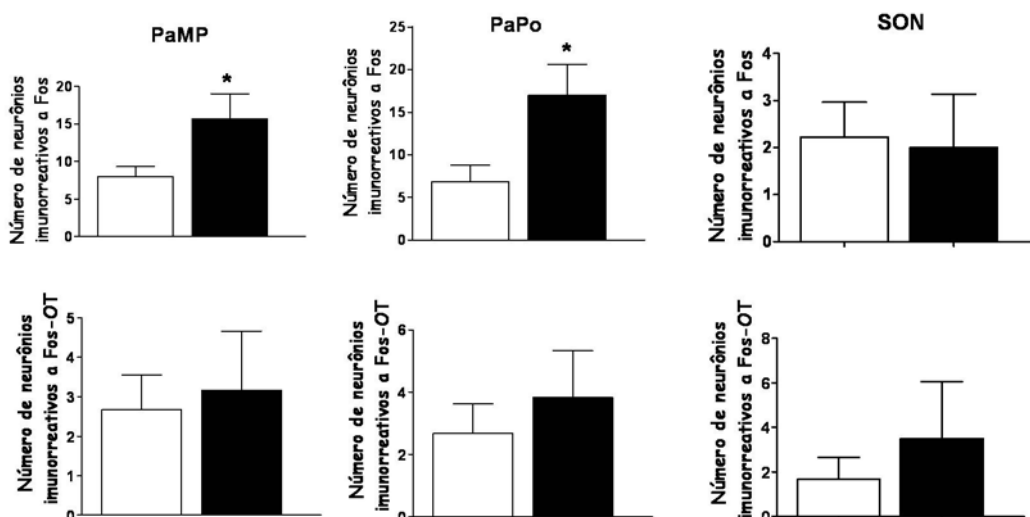 PaMP
Número de neurônios
imunorreativos a Fos
20
15
10
5
0
*
PaPo
Número de neurônios
imunorreativos a Fos
25
20
15
10
5
0
*
SON
Número de neurônios
imunorreativos a Fos
4
3
2
1
0
Número de neurônios
imunorreativos a Fos-OT
5
4
3
2
1
0
Número de neurônios
imunorreativos a Fos-OT
6
4
2
0
Número de neurônios
imunorreativos a Fos-OT
8
6
4
2
0